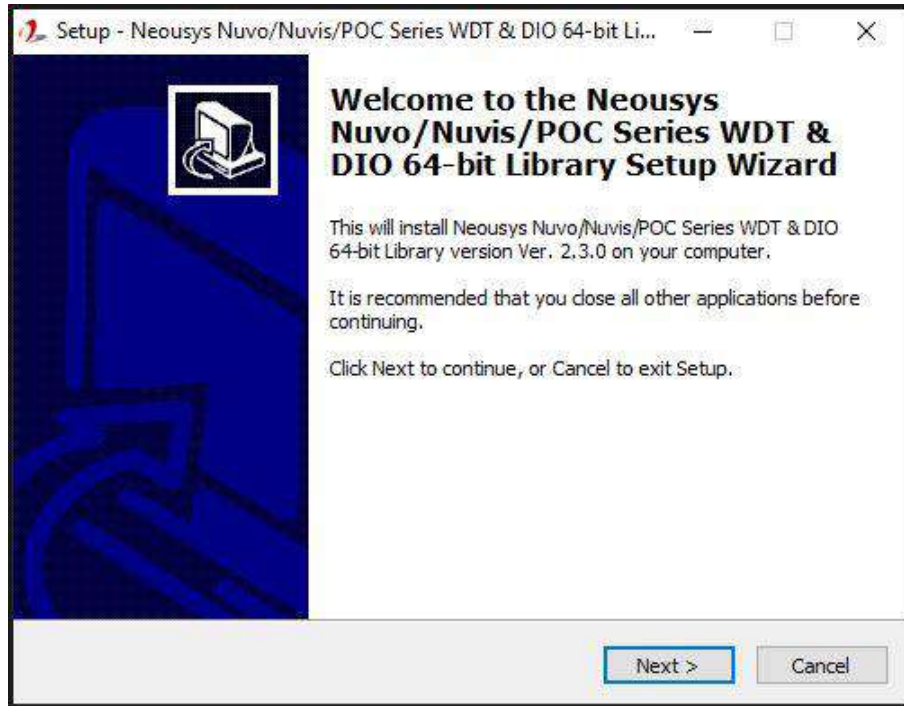 Setup - Neousys Nuvo/Nuvis/POC Series WDT & DIO 64-bit Li...
Welcome to the Neousys
Nuvo/Nuvis/POC Series WDT &
DIO 64-bit Library Setup Wizard
This will install Neousys Nuvo/Nuvis/POC Series WDT & DIO
64-bit Library version Ver. 2.3.0 on your computer.
It is recommended that you close all other applications before
continuing.
Click Next to continue, or Cancel to exit Setup.
Next >
Cancel